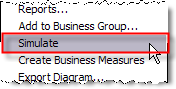 Reports...
Add to Business Group...
Simulate
Create Business Measures
Export Diagram...